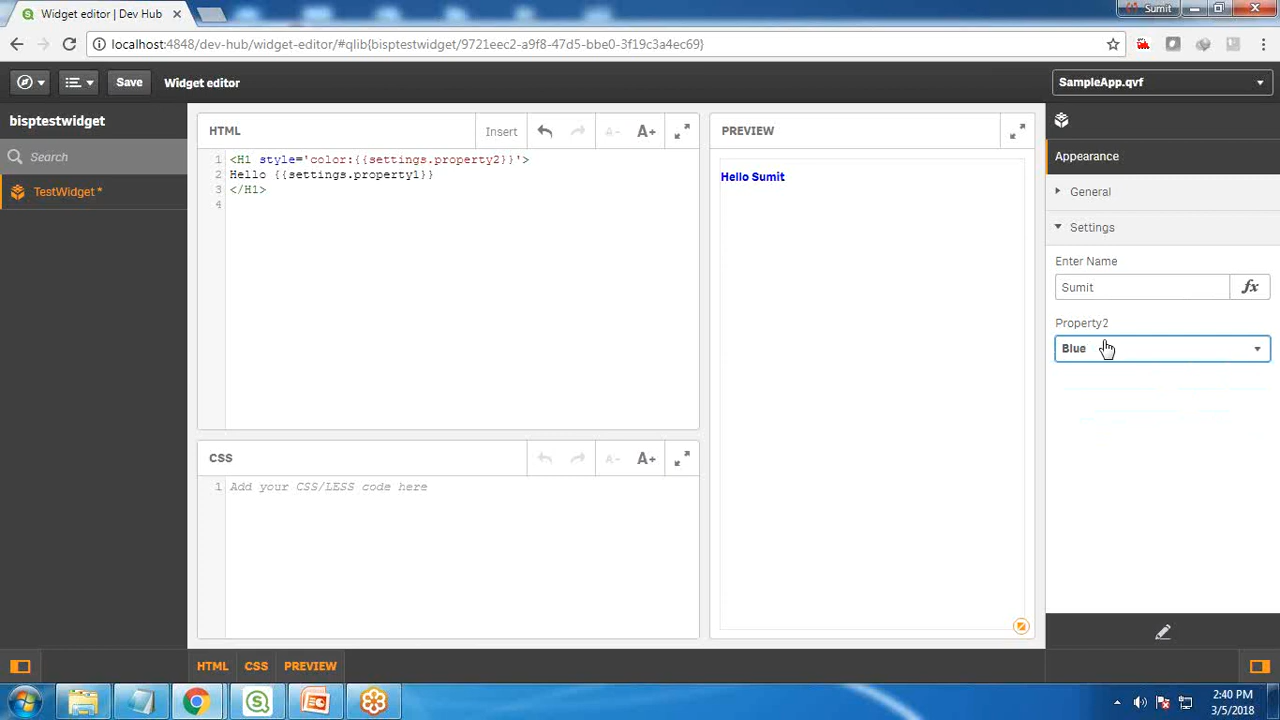 Widget editor | Dev Hub
Sumit
localhost:4848/dev-hub/widget-editor/#qlib{bisptestwidget/9721eec2-a9f8-47d5-bbe0-3f19c3a4ec69}
Save
Widget editor
SampleApp.qvf
bisptestwidget
Search
TestWidget *
HTML
Insert
A-
A+
1 <H1 style='color:{{settings.property2}}'>
2 Hello {{settings.property1}}
3 </H1>
4
CSS
A-
A+
1 Add your CSS/LESS code here
PREVIEW
Hello Sumit
Appearance
General
Settings
Enter Name
Sumit
fx
Property2
Blue
HTML
CSS
PREVIEW
2:40 PM
3/5/2018